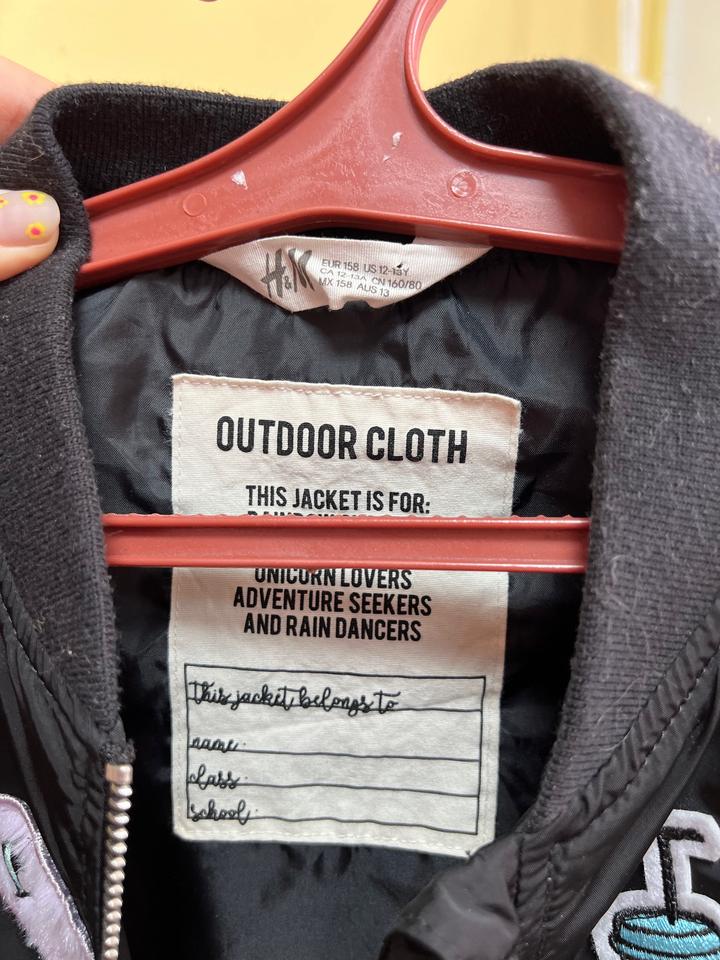 H&M
EUR 158 US 12-13Y
CA 12-13A CN 160/80
MX 158 AUS 13
OUTDOOR CLOTH
THIS JACKET IS FOR:
UNICORN LOVERS
ADVENTURE SEEKERS
AND RAIN DANCERS
this jacket belongs to
name:
class:
school: